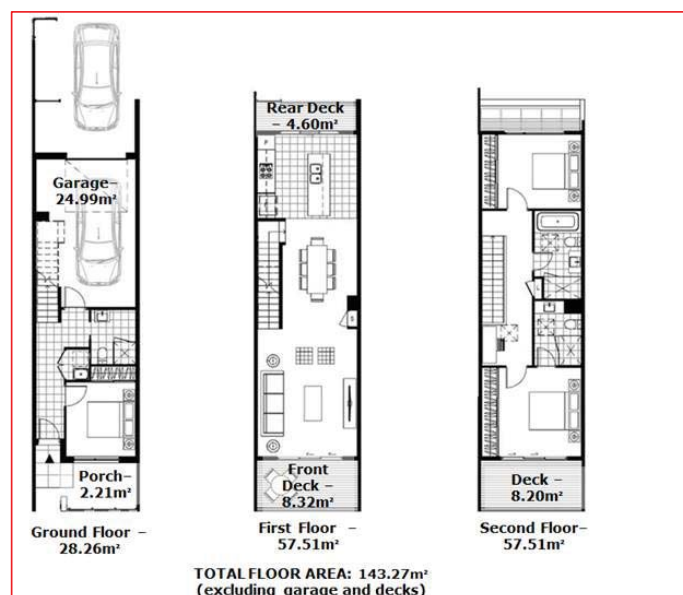 Rear Deck
– 4.60m²
Garage–
24.99m²
Porch–
2.21m²
Front
Deck –
8.32m²
Deck –
8.20m²
Ground Floor –
28.26m²
First Floor –
57.51m²
Second Floor–
57.51m²
TOTAL FLOOR AREA: 143.27m²
(excluding garage and decks)